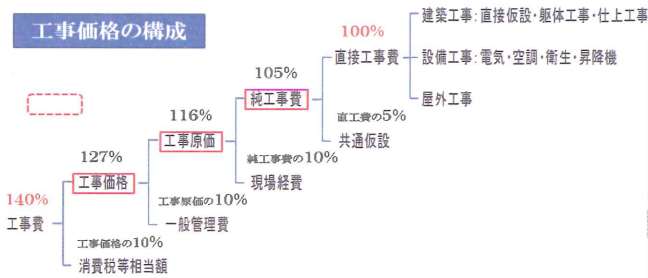 工事価格の構成
建築工事:直接仮設・躯体工事・仕上工事
100%
直接工事費
設備工事:電気・空調・衛生・昇降機
105%
純工事費
屋外工事
116%
直工費の5%
工事原価
共通仮設
127%
純工事費の10%
工事価格
現場経費
140%
工事原価の10%
工事費
一般管理費
工事価格の10%
消費税等相当額